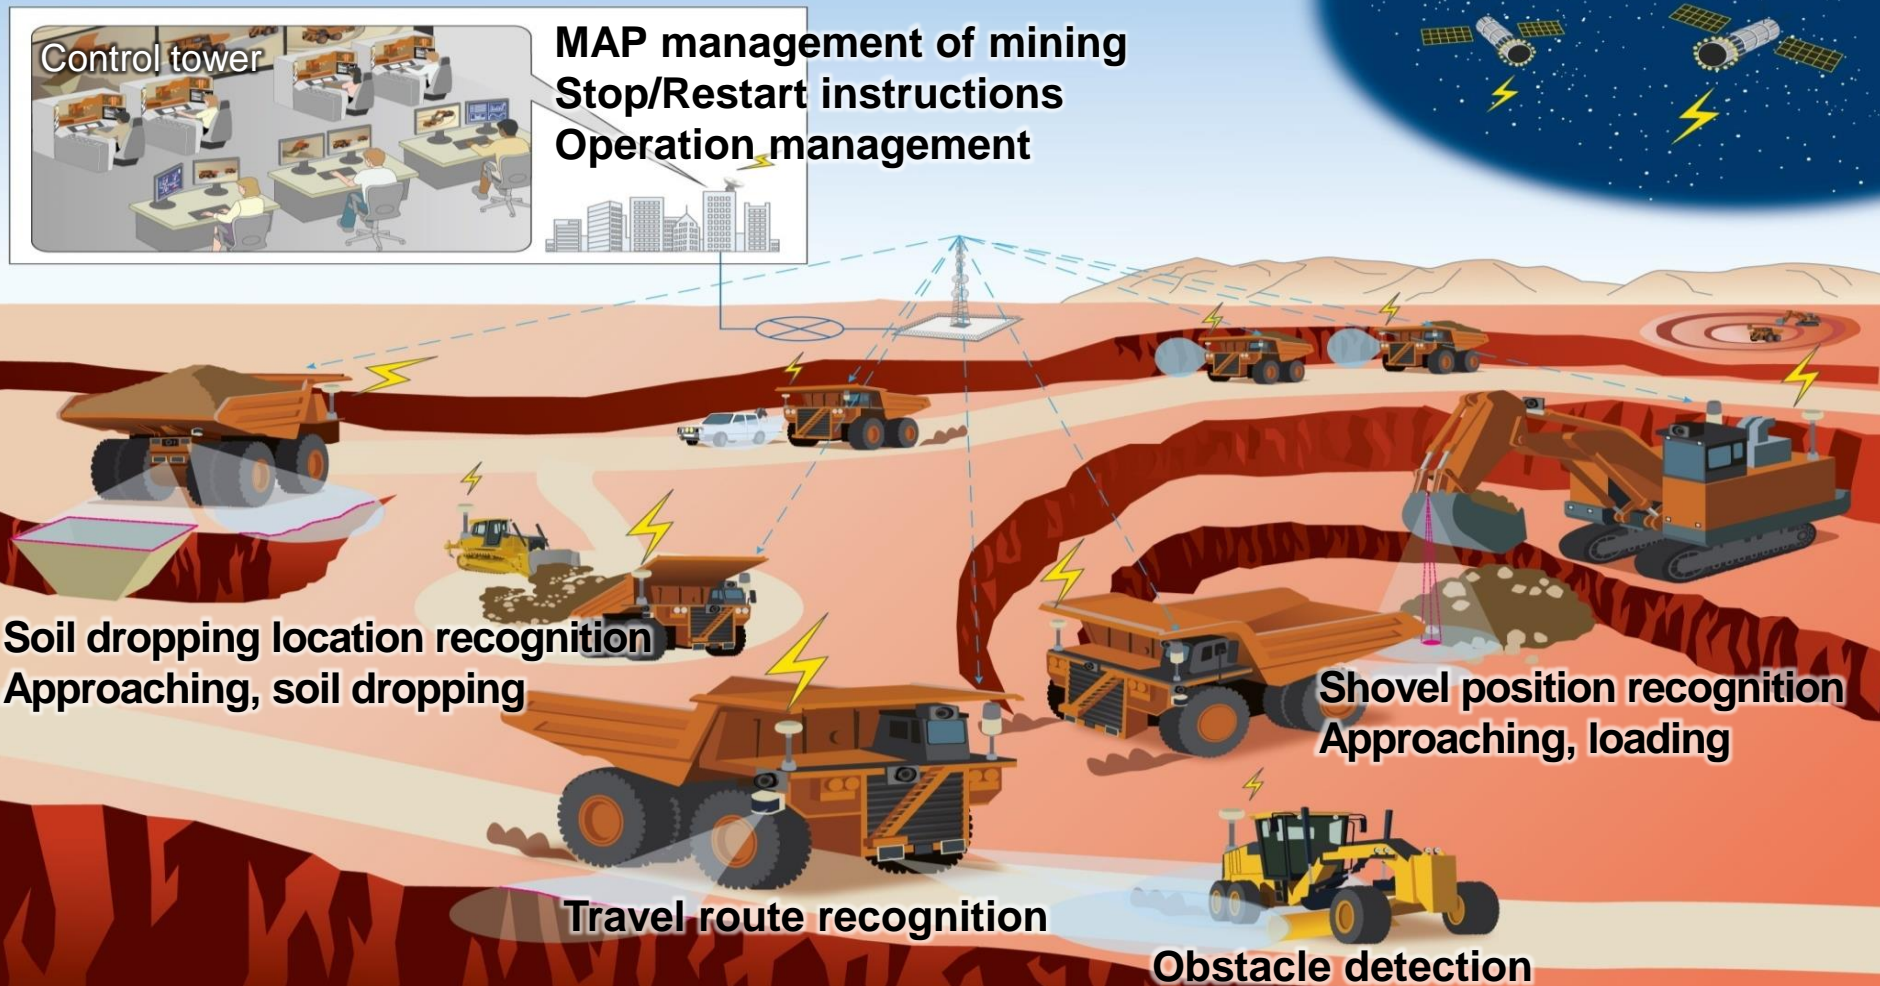 Control tower
MAP management of mining
Stop/Restart instructions
Operation management
Soil dropping location recognition
Approaching, soil dropping
Shovel position recognition
Approaching, loading
Travel route recognition
Obstacle detection